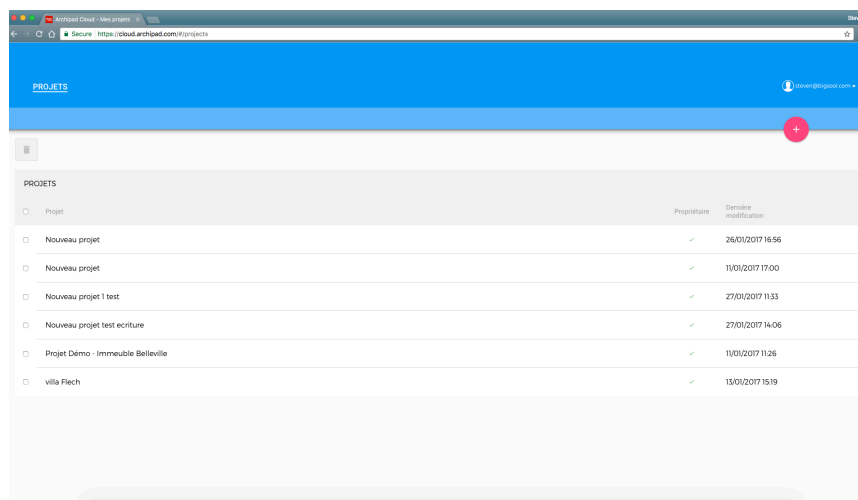 Archipad Cloud - Mes projets
Stev
Secure https://cloud.archipad.com/#/projects
PROJETS
steven@bigsool.com
+
PROJETS
Projet Propriétaire Dernière modification
Nouveau projet 26/01/2017 16:56
Nouveau projet 11/01/2017 17:00
Nouveau projet 1 test 27/01/2017 11:33
Nouveau projet test ecriture 27/01/2017 14:06
Projet Démo - Immeuble Belleville 11/01/2017 11:26
villa Flech 13/01/2017 15:19